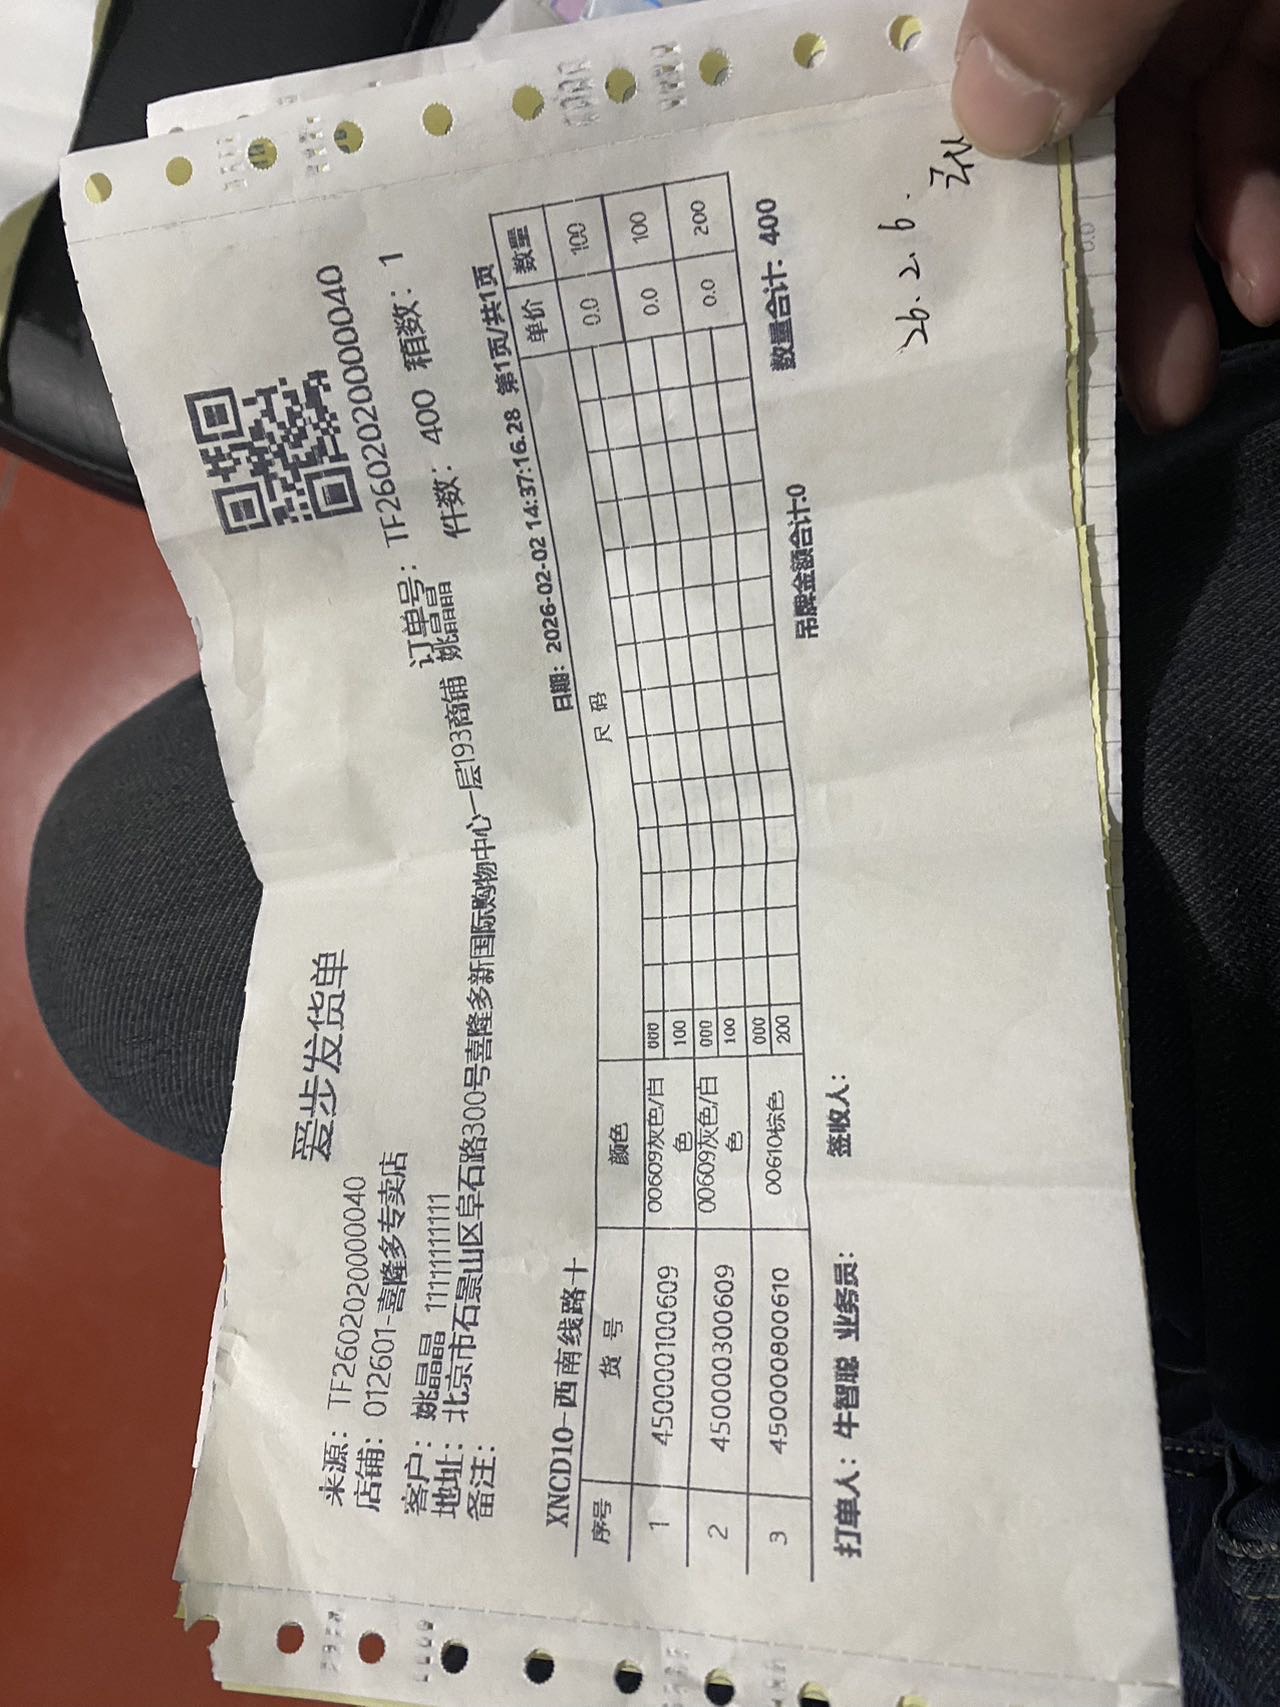 爱步发货单
来源：TF2602020000040
订单号：TF2602020000040
店铺：012601-喜隆多专卖店
姚晶晶
件数：400 箱数：1
客户：姚晶晶 11111111111
地址：北京市石景山区阜石路300号喜隆多新国际购物中心一层193商铺
备注：
日期：2026-02-02 14:37:16.28 第1页/共1页
XNCD10-西南线路十
序号 货 号 颜色 尺 码 单价 数量
1 45000100609 00609灰色/白色 000 100 0.0 100
2 45000300609 00609灰色/白色 000 100 0.0 100
3 45000800610 00610棕色 000 200 0.0 200
吊牌金额合计:0 数量合计：400
打单人：牛智聪 业务员： 签收人：
26.2.6.
0.0